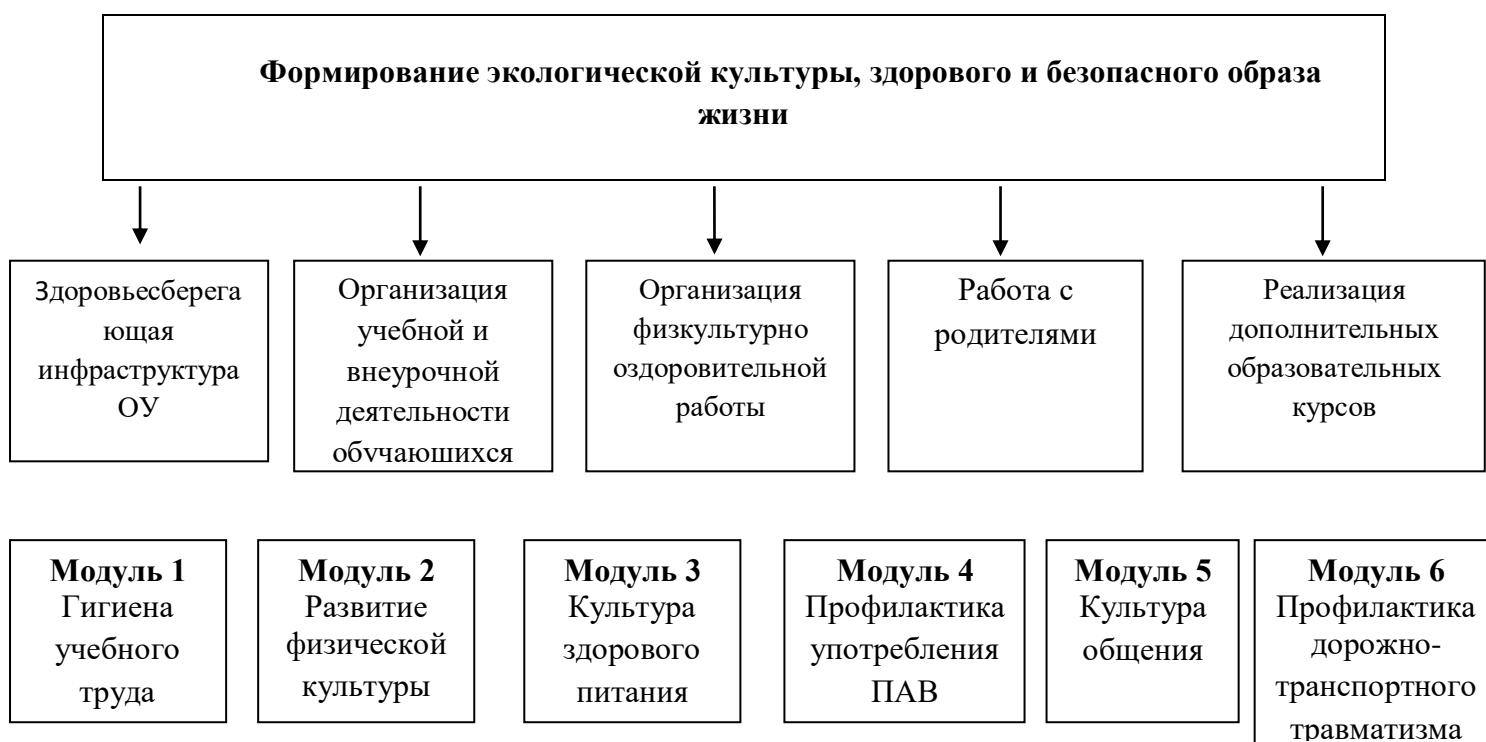 Формирование экологической культуры, здорового и безопасного образа
жизни
Здоровьесберега
ющая
инфраструктура
ОУ
Организация
учебной и
внеурочной
деятельности
обучающихся
Организация
физкультурно
оздоровительной
работы
Работа с
родителями
Реализация
дополнительных
образовательных
курсов
Модуль 1
Гигиена
учебного
труда
Модуль 2
Развитие
физической
культуры
Модуль 3
Культура
здорового
питания
Модуль 4
Профилактика
употребления
ПАВ
Модуль 5
Культура
общения
Модуль 6
Профилактика
дорожно-
транспортного
травматизма